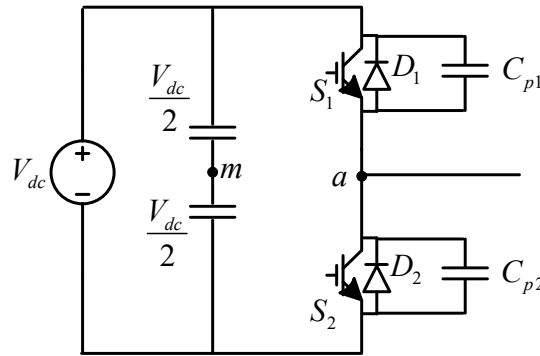 V_dc
+
−
V_dc/2
m
V_dc/2
S_1
D_1
C_p1
a
S_2
D_2
C_p2